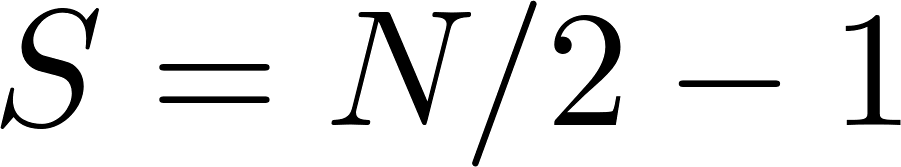 S = N/2 − 1